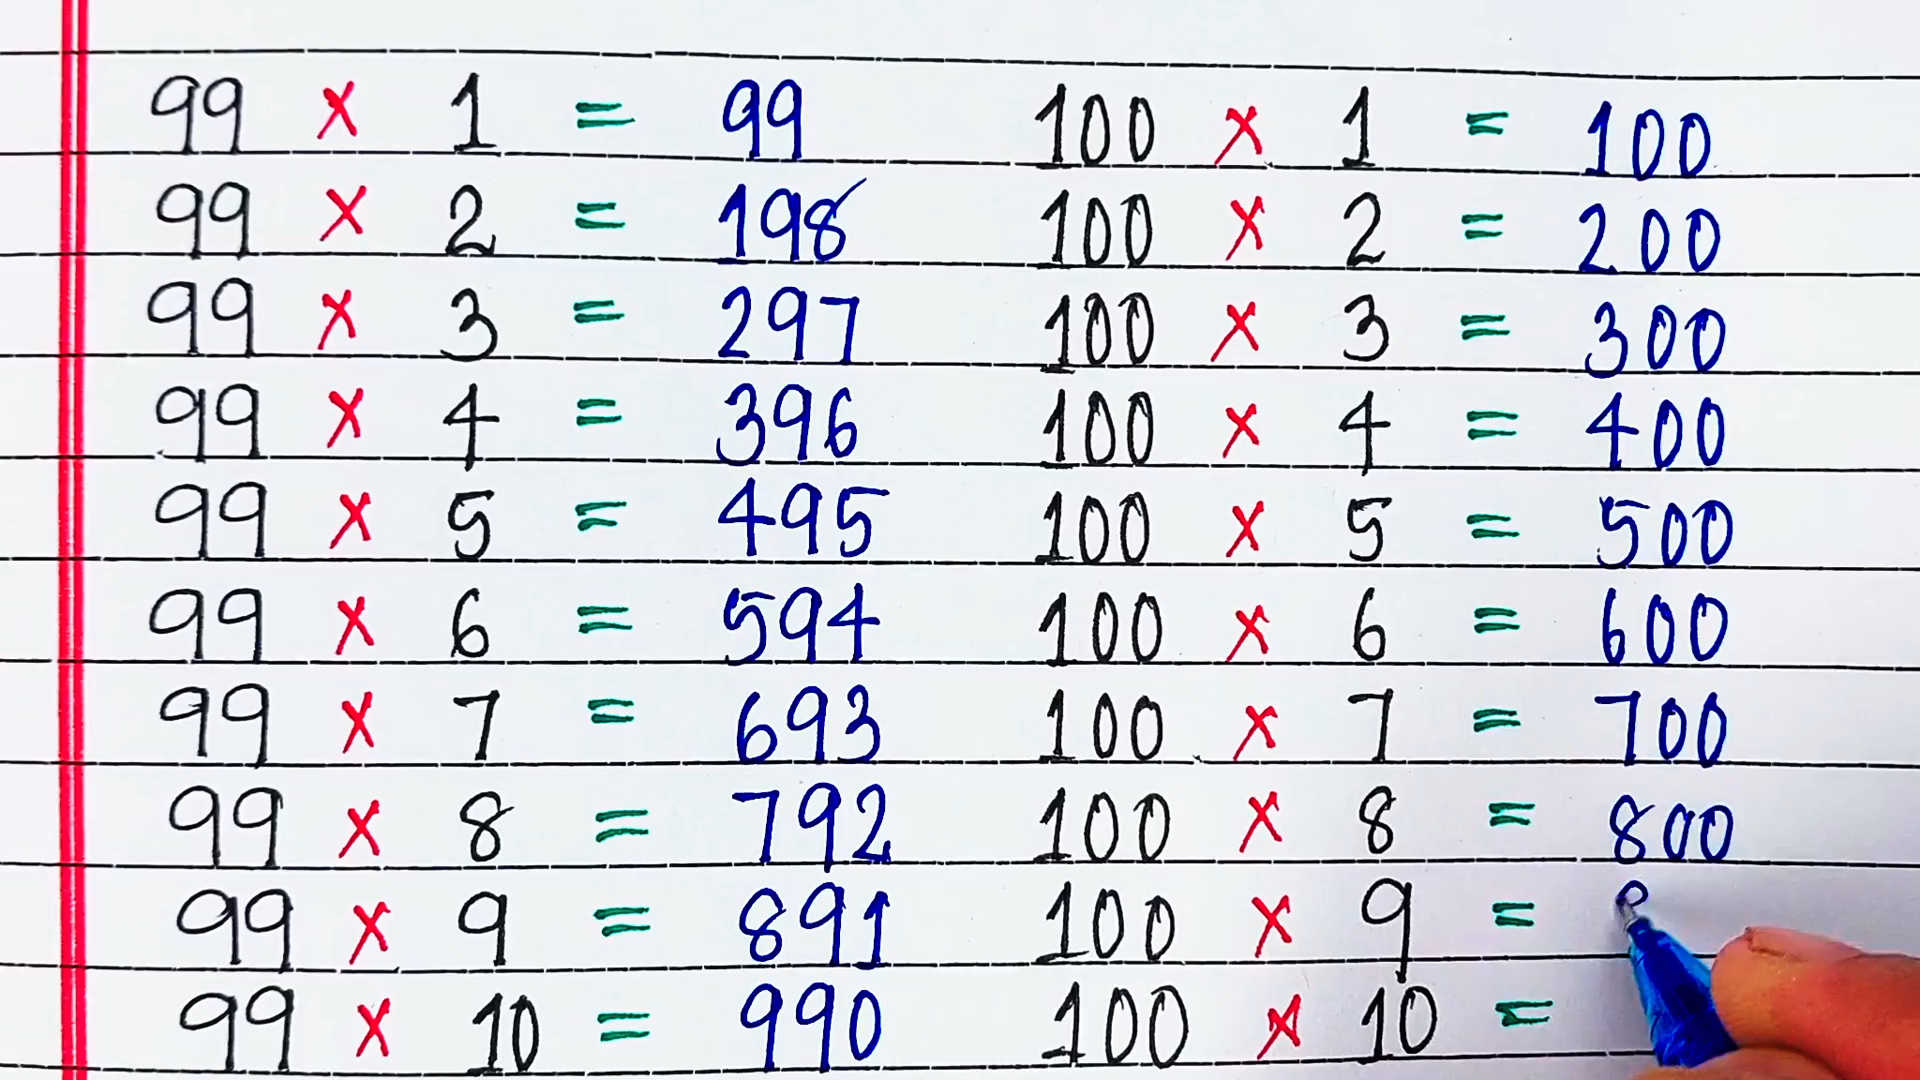 99 × 1 = 99 100 × 1 = 100
99 × 2 = 198 100 × 2 = 200
99 × 3 = 297 100 × 3 = 300
99 × 4 = 396 100 × 4 = 400
99 × 5 = 495 100 × 5 = 500
99 × 6 = 594 100 × 6 = 600
99 × 7 = 693 100 × 7 = 700
99 × 8 = 792 100 × 8 = 800
99 × 9 = 891 100 × 9 =
99 × 10 = 990 100 × 10 =